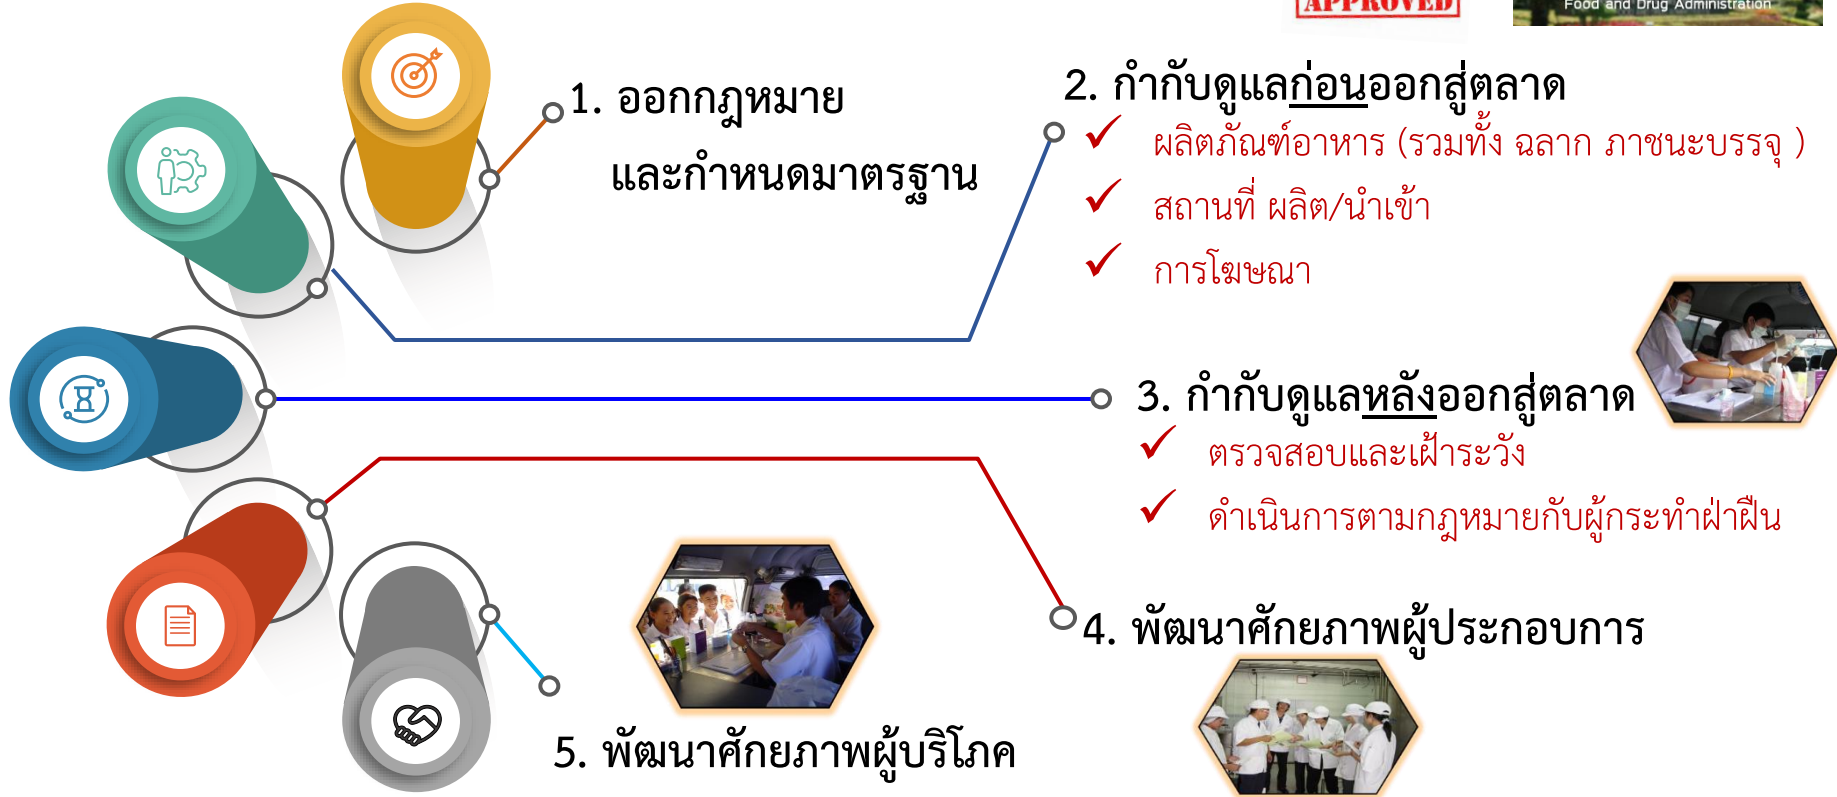 APPROVED
Food and Drug Administration
1. ออกกฎหมาย
และกำหนดมาตรฐาน
2. กำกับดูแลก่อนออกสู่ตลาด
✓ ผลิตภัณฑ์อาหาร (รวมทั้ง ฉลาก ภาชนะบรรจุ )
✓ สถานที่ ผลิต/นำเข้า
✓ การโฆษณา
3. กำกับดูแลหลังออกสู่ตลาด
✓ ตรวจสอบและเฝ้าระวัง
✓ ดำเนินการตามกฎหมายกับผู้กระทำฝ่าฝืน
4. พัฒนาศักยภาพผู้ประกอบการ
5. พัฒนาศักยภาพผู้บริโภค